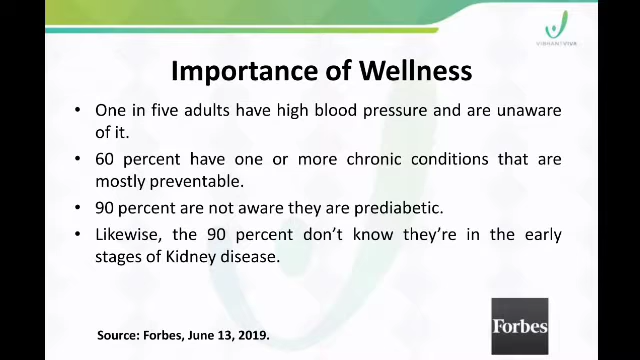 VIBRANTVIVA
Importance of Wellness
• One in five adults have high blood pressure and are unaware
of it.
• 60 percent have one or more chronic conditions that are
mostly preventable.
• 90 percent are not aware they are prediabetic.
• Likewise, the 90 percent don't know they're in the early
stages of Kidney disease.
Source: Forbes, June 13, 2019.
Forbes